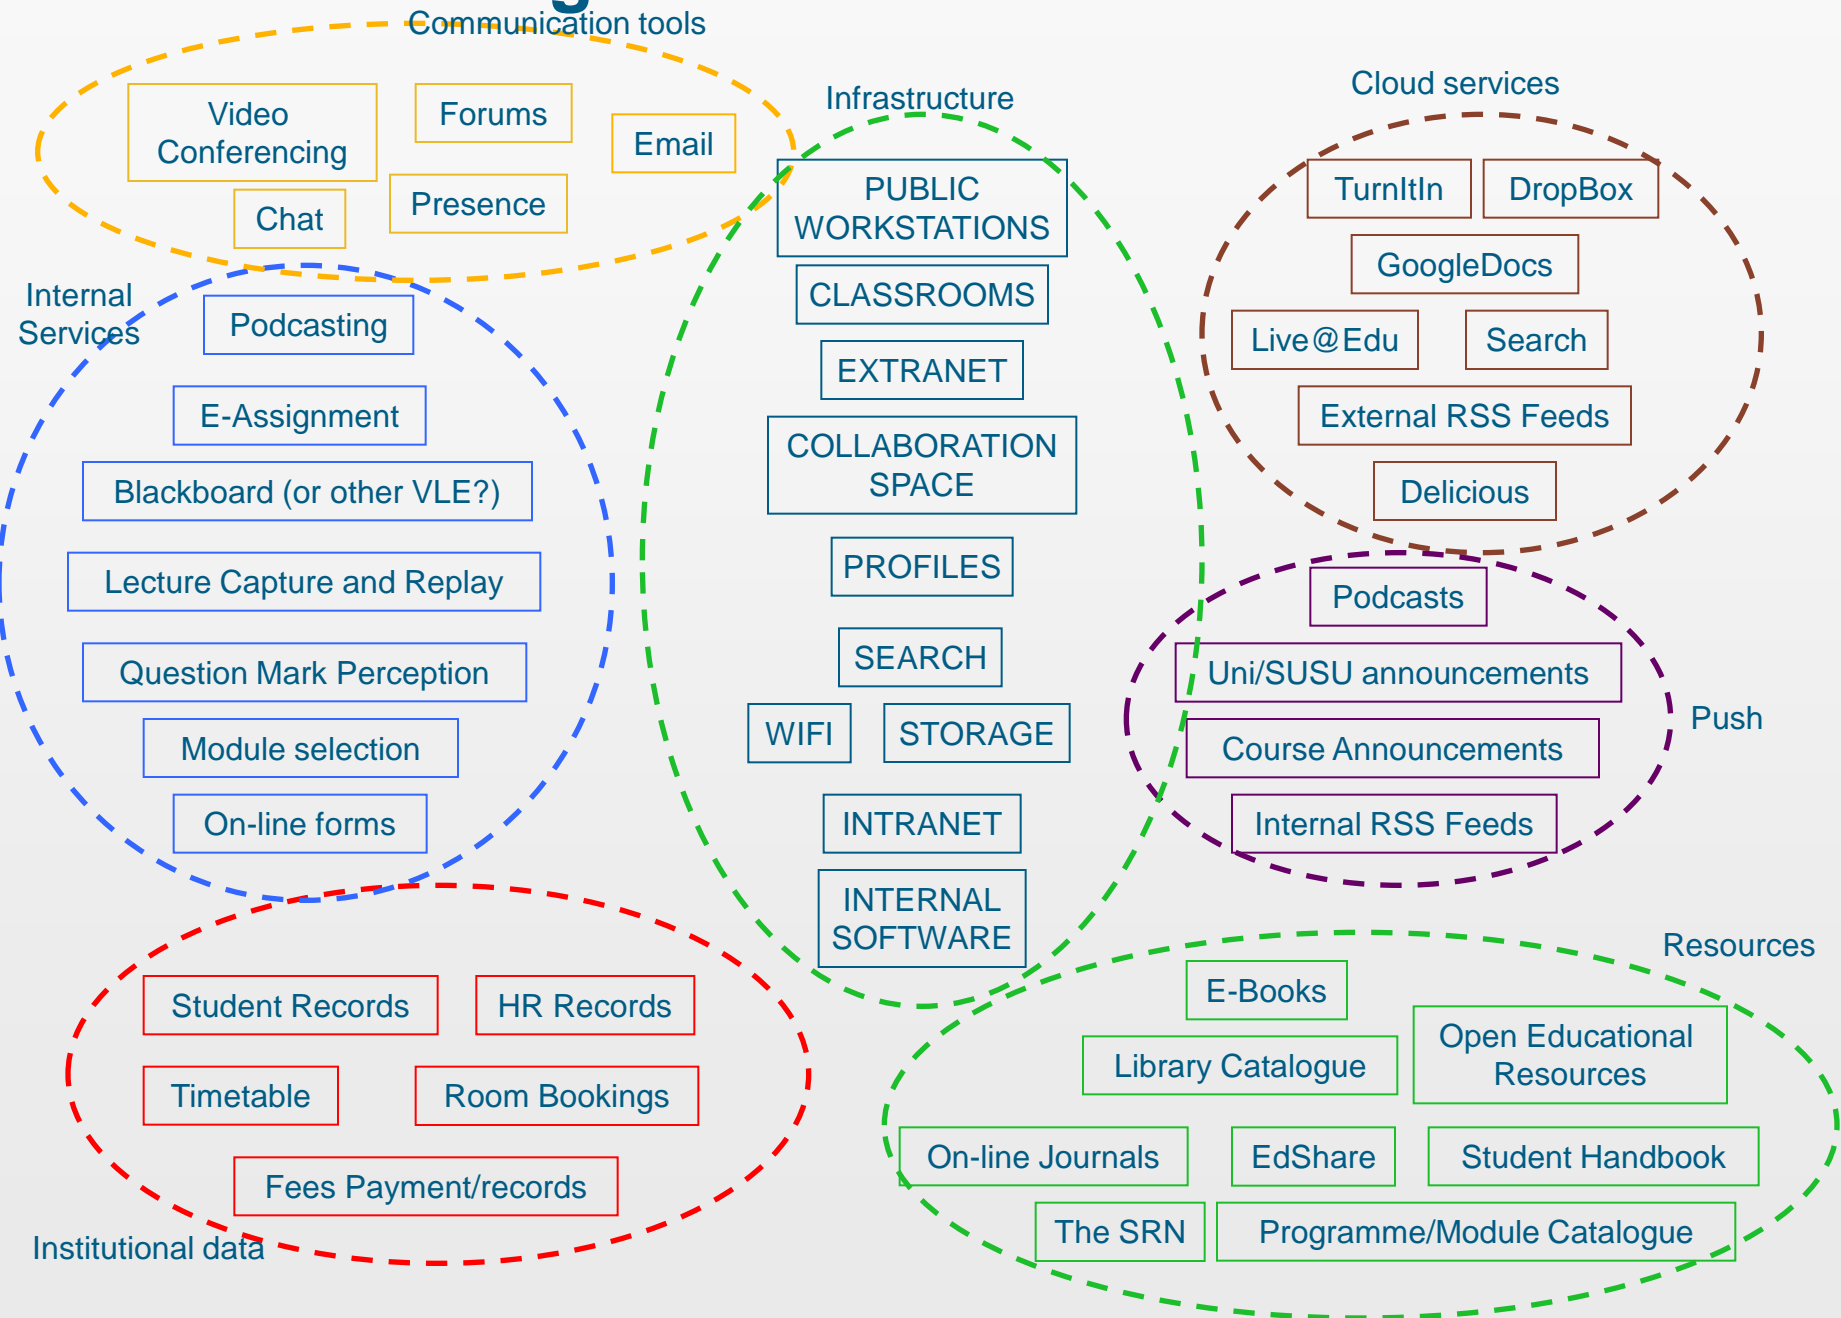 Communication tools
Video
Conferencing
Forums
Email
Chat
Presence
Internal
Services
Podcasting
E-Assignment
Blackboard (or other VLE?)
Lecture Capture and Replay
Question Mark Perception
Module selection
On-line forms
Student Records
HR Records
Timetable
Room Bookings
Fees Payment/records
Institutional data
Infrastructure
PUBLIC
WORKSTATIONS
CLASSROOMS
EXTRANET
COLLABORATION
SPACE
PROFILES
SEARCH
WIFI
STORAGE
INTRANET
INTERNAL
SOFTWARE
Cloud services
TurnItIn
DropBox
GoogleDocs
Live@Edu
Search
External RSS Feeds
Delicious
Podcasts
Uni/SUSU announcements
Push
Course Announcements
Internal RSS Feeds
Resources
E-Books
Library Catalogue
Open Educational
Resources
On-line Journals
EdShare
Student Handbook
The SRN
Programme/Module Catalogue